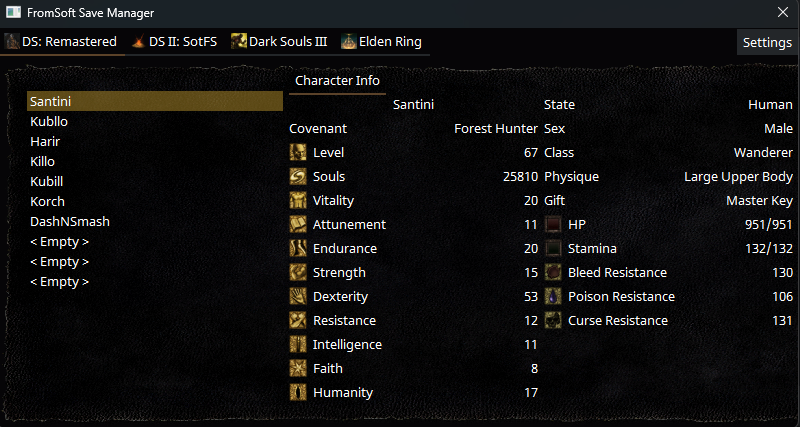 FromSoft Save Manager
DS: Remastered DS II: SotFS Dark Souls III Elden Ring Settings
Character Info
Santini
Kubllo
Harir
Killo
Kubill
Korch
DashNSmash
< Empty >
< Empty >
< Empty >
Santini
Covenant Forest Hunter
Level 67
Souls 25810
Vitality 20
Attunement 11
Endurance 20
Strength 15
Dexterity 53
Resistance 12
Intelligence 11
Faith 8
Humanity 17
State Human
Sex Male
Class Wanderer
Physique Large Upper Body
Gift Master Key
HP 951/951
Stamina 132/132
Bleed Resistance 130
Poison Resistance 106
Curse Resistance 131